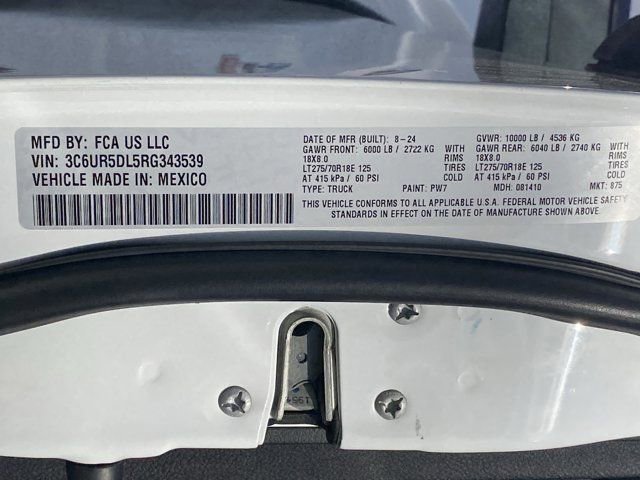 MFD BY: FCA US LLC
VIN: 3C6UR5DL5RG343539
VEHICLE MADE IN: MEXICO
DATE OF MFR (BUILT): 8-24 GVWR: 10000 LB / 4536 KG
GAWR FRONT: 6000 LB / 2722 KG WITH GAWR REAR: 6040 LB / 2740 KG WITH
18X8.0 RIMS 18X8.0 RIMS
LT275/70R18E 125 TIRES LT275/70R18E 125 TIRES
AT 415 kPa / 60 PSI COLD AT 415 kPa / 60 PSI COLD
TYPE: TRUCK PAINT: PW7 MDH: 081410 MKT: 875
THIS VEHICLE CONFORMS TO ALL APPLICABLE U.S.A. FEDERAL MOTOR VEHICLE SAFETY
STANDARDS IN EFFECT ON THE DATE OF MANUFACTURE SHOWN ABOVE